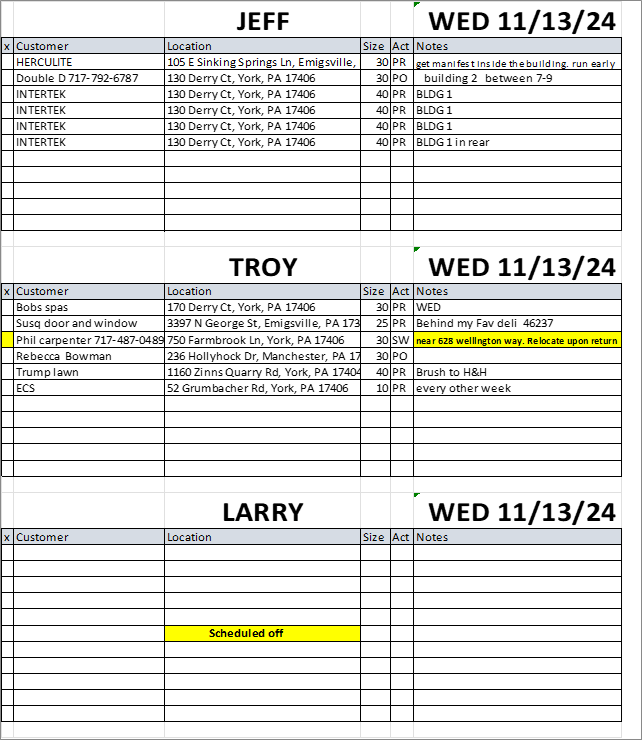 JEFF WED 11/13/24
x Customer Location Size Act Notes
HERCULITE 105 E Sinking Springs Ln, Emigsville, 30 PR get manifest inside the building. run early
Double D 717-792-6787 130 Derry Ct, York, PA 17406 30 PO building 2 between 7-9
INTERTEK 130 Derry Ct, York, PA 17406 40 PR BLDG 1
INTERTEK 130 Derry Ct, York, PA 17406 40 PR BLDG 1
INTERTEK 130 Derry Ct, York, PA 17406 40 PR BLDG 1
INTERTEK 130 Derry Ct, York, PA 17406 40 PR BLDG 1 in rear
TROY WED 11/13/24
x Customer Location Size Act Notes
Bobs spas 170 Derry Ct, York, PA 17406 30 PR WED
Susq door and window 3397 N George St, Emigsville, PA 173 25 PR Behind my Fav deli 46237
Phil carpenter 717-487-0489 750 Farmbrook Ln, York, PA 17406 30 SW near 628 wellington way. Relocate upon return
Rebecca Bowman 236 Hollyhock Dr, Manchester, PA 17 30 PO
Trump lawn 1160 Zinns Quarry Rd, York, PA 17404 40 PR Brush to H&H
ECS 52 Grumbacher Rd, York, PA 17406 10 PR every other week
LARRY WED 11/13/24
x Customer Location Size Act Notes
Scheduled off